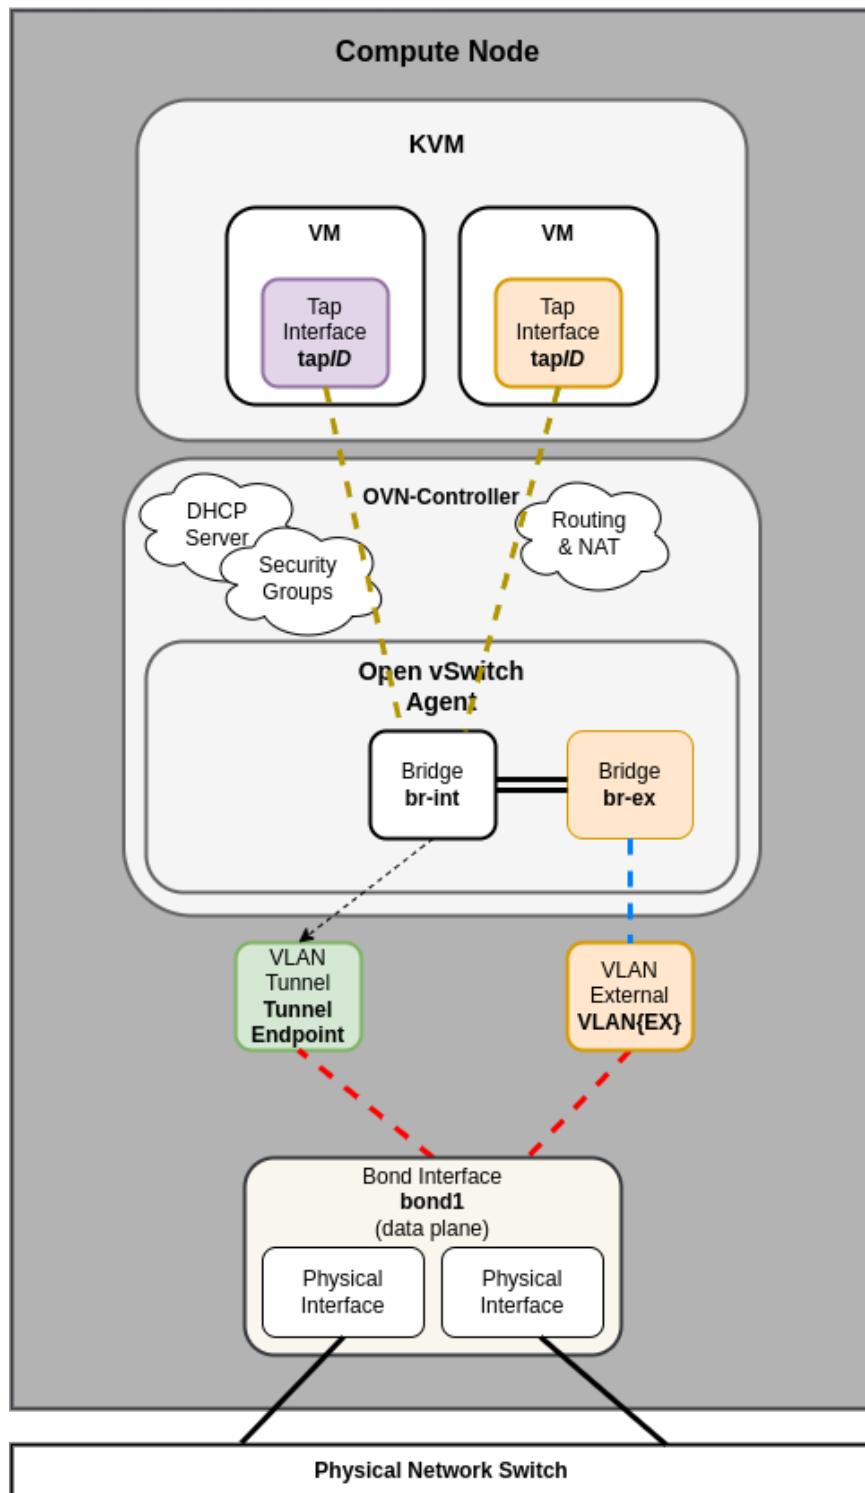 Compute Node
KVM
VM
VM
Tap
Interface
tapID
Tap
Interface
tapID
OVN-Controller
DHCP
Server
Security
Groups
Routing
& NAT
Open vSwitch
Agent
Bridge
br-int
Bridge
br-ex
VLAN
Tunnel
Tunnel
Endpoint
VLAN
External
VLAN{EX}
Bond Interface
bond1
(data plane)
Physical
Interface
Physical
Interface
Physical Network Switch